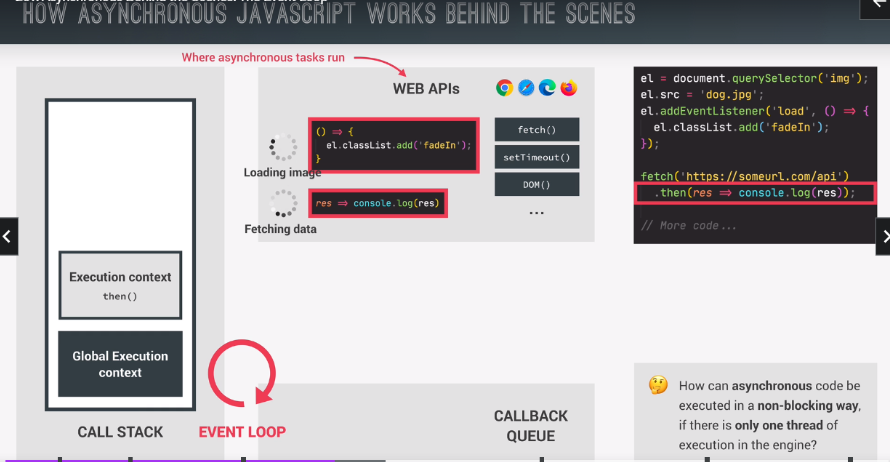 HOW ASYNCHRONOUS JAVASCRIPT WORKS BEHIND THE SCENES
Where asynchronous tasks run
WEB APIs
() => {
el.classList.add('fadeIn');
}
Loading image
res => console.log(res)
Fetching data
fetch()
setTimeout()
DOM()
...
el = document.querySelector('img');
el.src = 'dog.jpg';
el.addEventListener('load', () => {
el.classList.add('fadeIn');
});
fetch('https://someurl.com/api')
.then(res => console.log(res));
// More code...
Execution context
then()
Global Execution
context
CALL STACK
EVENT LOOP
CALLBACK
QUEUE
🤔 How can asynchronous code be
executed in a non-blocking way,
if there is only one thread of
execution in the engine?